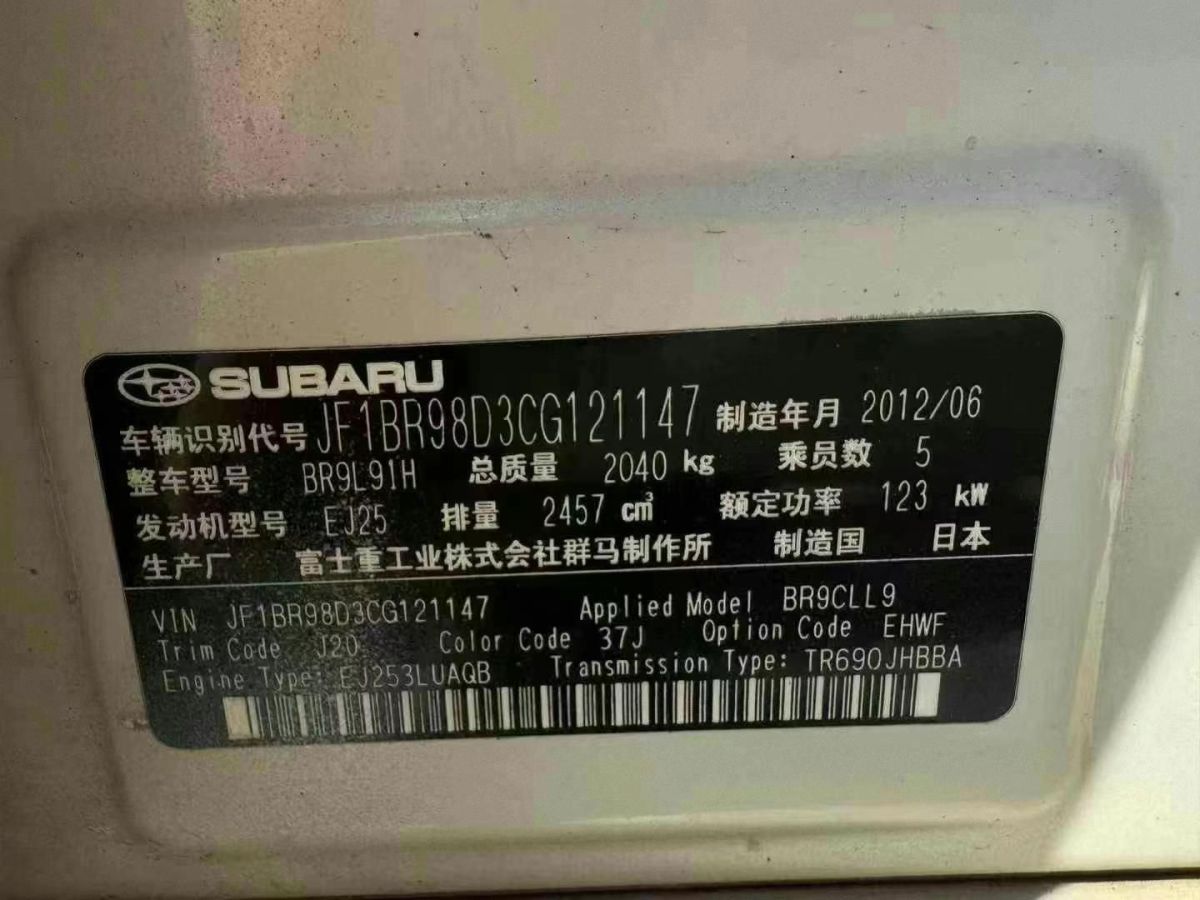 SUBARU
车辆识别代号 JF1BR98D3CG121147 制造年月 2012/06
整车型号 BR9L91H 总质量 2040 kg 乘员数 5
发动机型号 EJ25 排量 2457 cm³ 额定功率 123 kW
生产厂 富士重工业株式会社群马制作所 制造国 日本
VIN JF1BR98D3CG121147 Applied Model BR9CLL9
Trim Code J20 Color Code 37J Option Code EHWF
Engine Type: EJ253LUAQB Transmission Type: TR690JHBBA